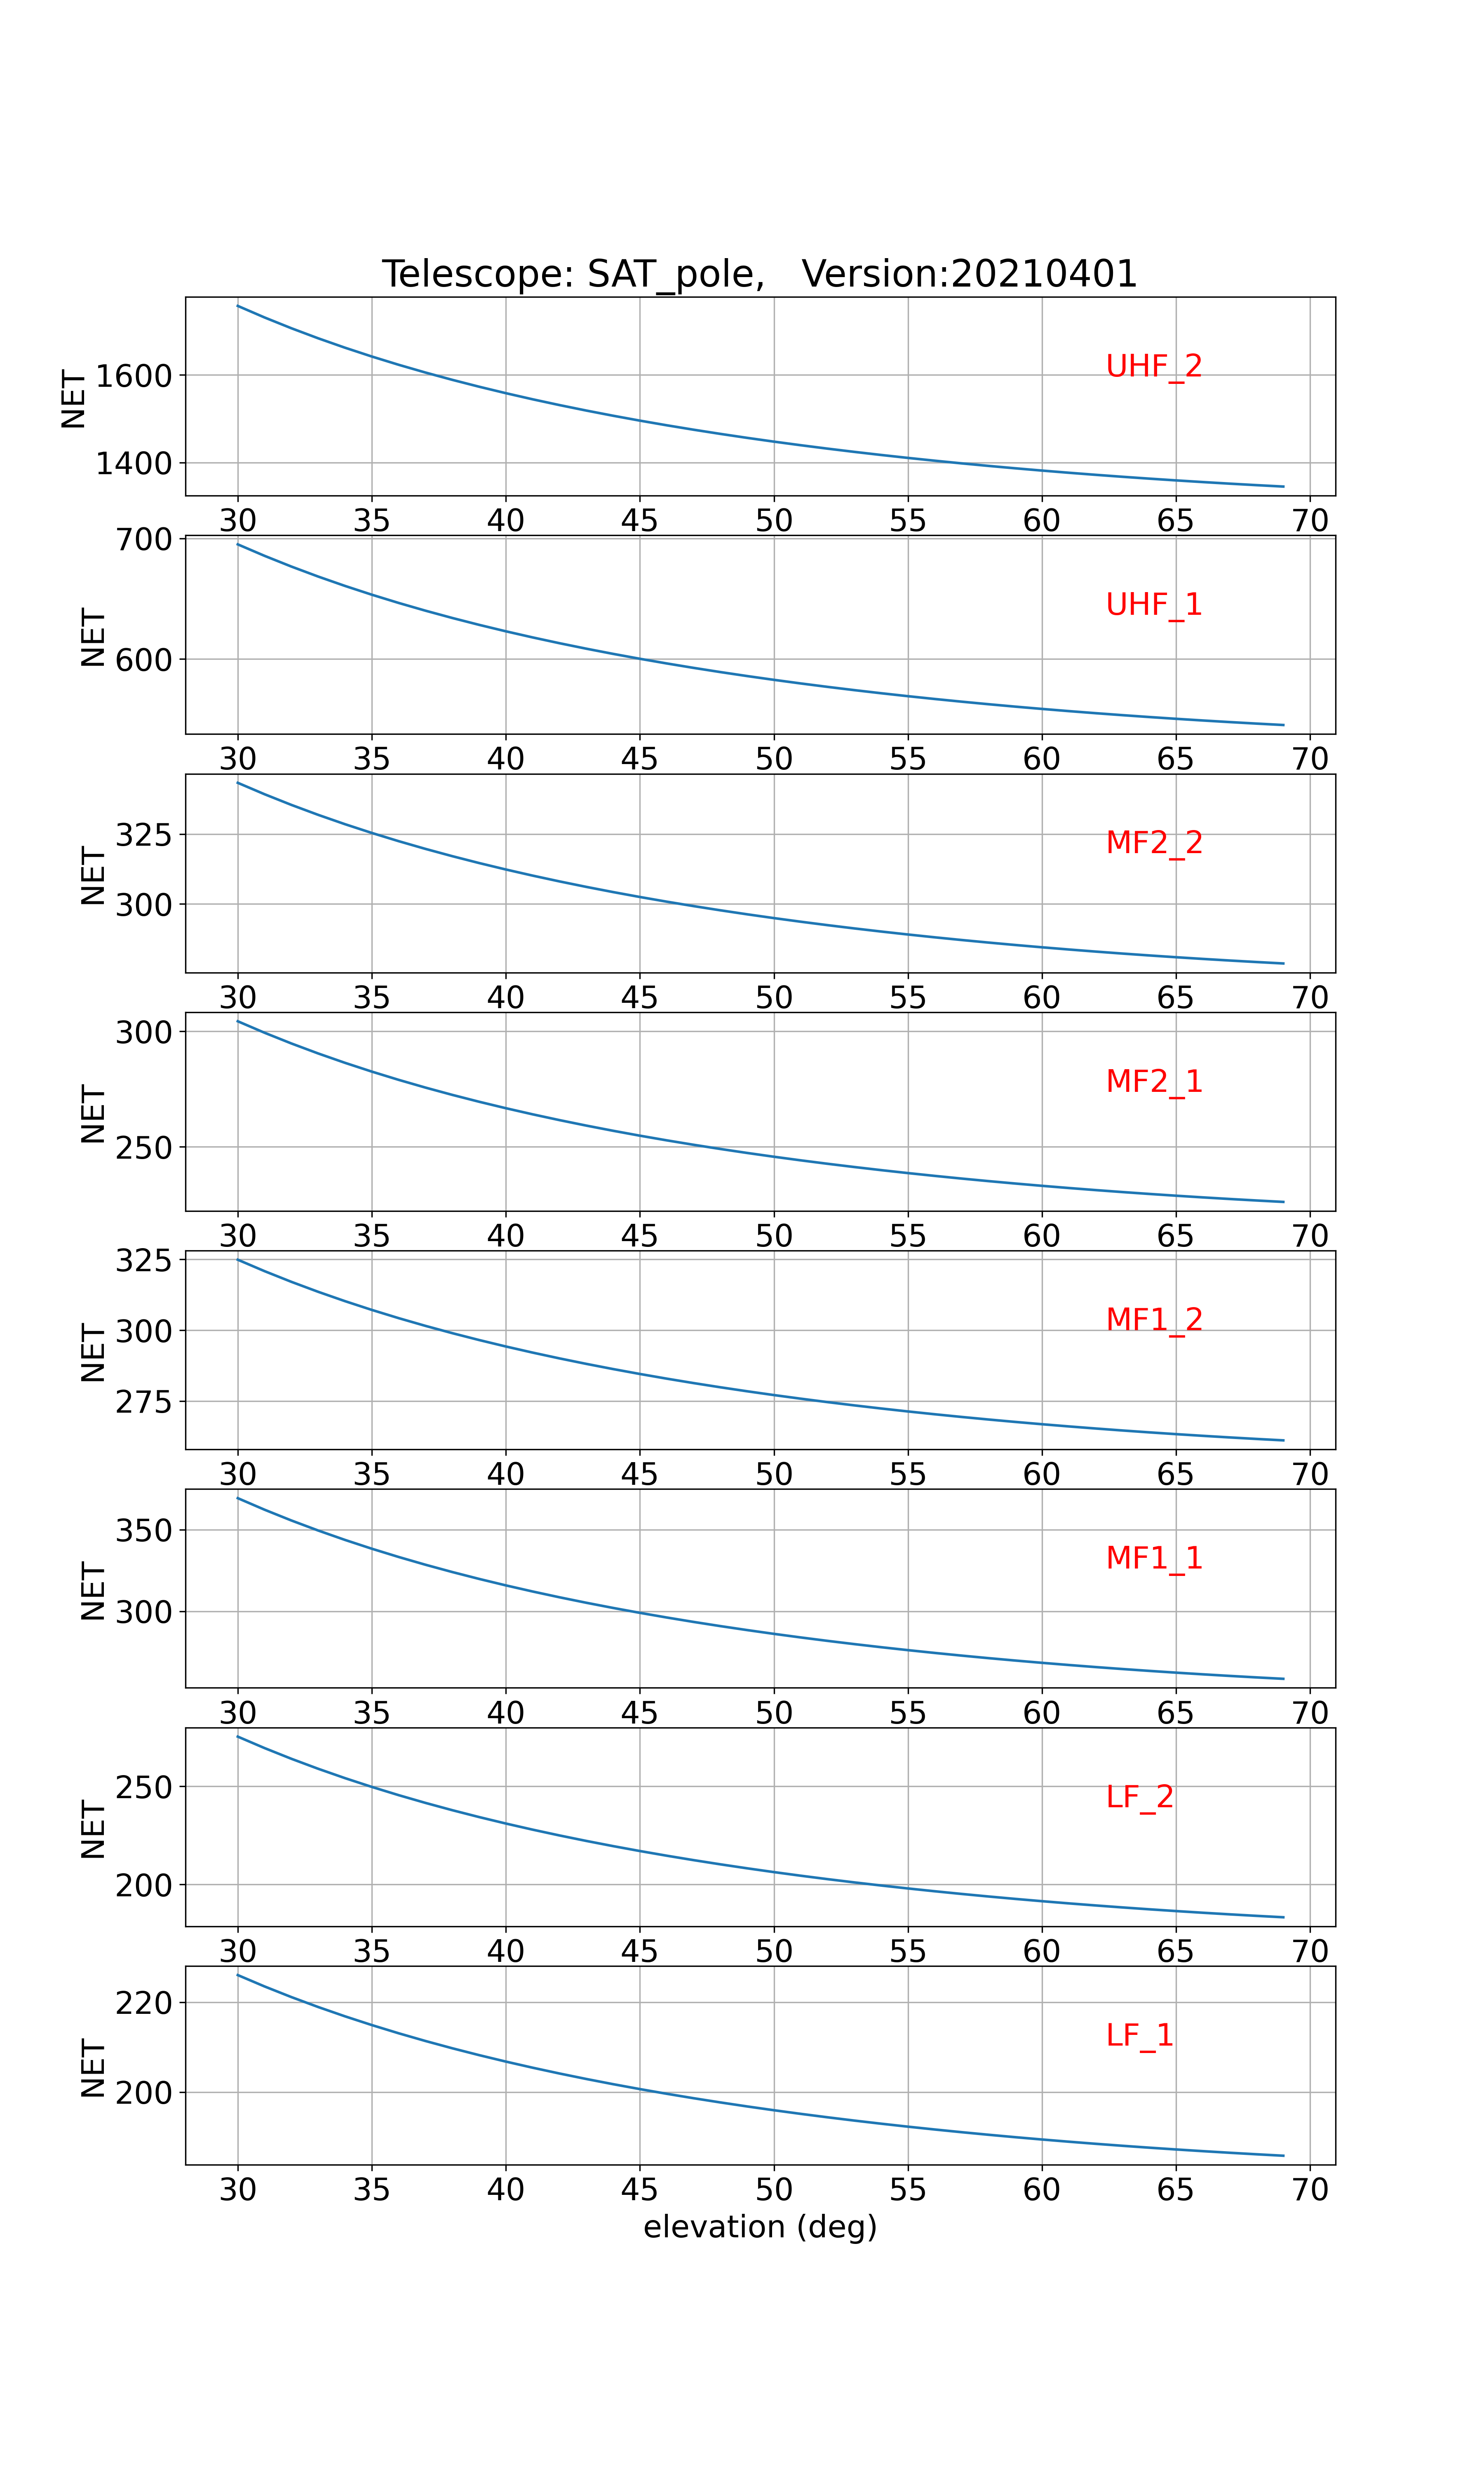 Telescope: SAT_pole,   Version:20210401
NET
1600
1400
UHF_2
30 35 40 45 50 55 60 65 70
NET
700
600
UHF_1
30 35 40 45 50 55 60 65 70
NET
325
300
MF2_2
30 35 40 45 50 55 60 65 70
NET
300
250
MF2_1
30 35 40 45 50 55 60 65 70
NET
325
300
275
MF1_2
30 35 40 45 50 55 60 65 70
NET
350
300
MF1_1
30 35 40 45 50 55 60 65 70
NET
250
200
LF_2
30 35 40 45 50 55 60 65 70
NET
220
200
LF_1
30 35 40 45 50 55 60 65 70
elevation (deg)